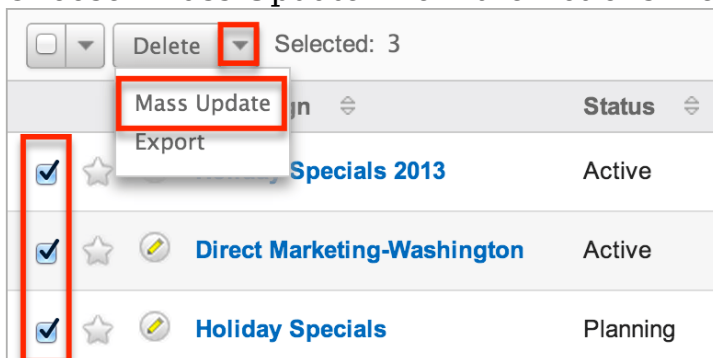 Delete Selected: 3
Mass Update
Export
Status
Specials 2013 Active
Direct Marketing-Washington Active
Holiday Specials Planning